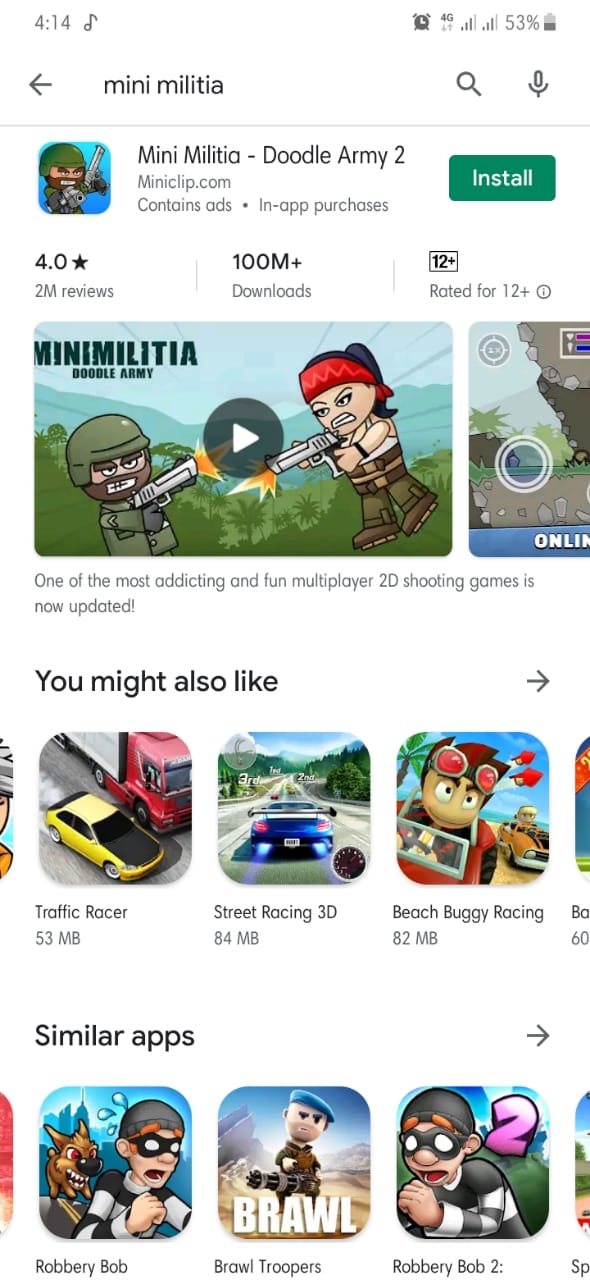 4:14
4G
53%
mini militia
Mini Militia - Doodle Army 2
Miniclip.com
Contains ads • In-app purchases
Install
4.0★
2M reviews
100M+
Downloads
12+
Rated for 12+
MINIMILITIA
DOODLE ARMY
1X
ONLIN
One of the most addicting and fun multiplayer 2D shooting games is
now updated!
You might also like
3rd
1nd
2nd
Traffic Racer
53 MB
Street Racing 3D
84 MB
Beach Buggy Racing
82 MB
Ba
60
Similar apps
BRAWL
2
Robbery Bob
Brawl Troopers
Robbery Bob 2:
Sp